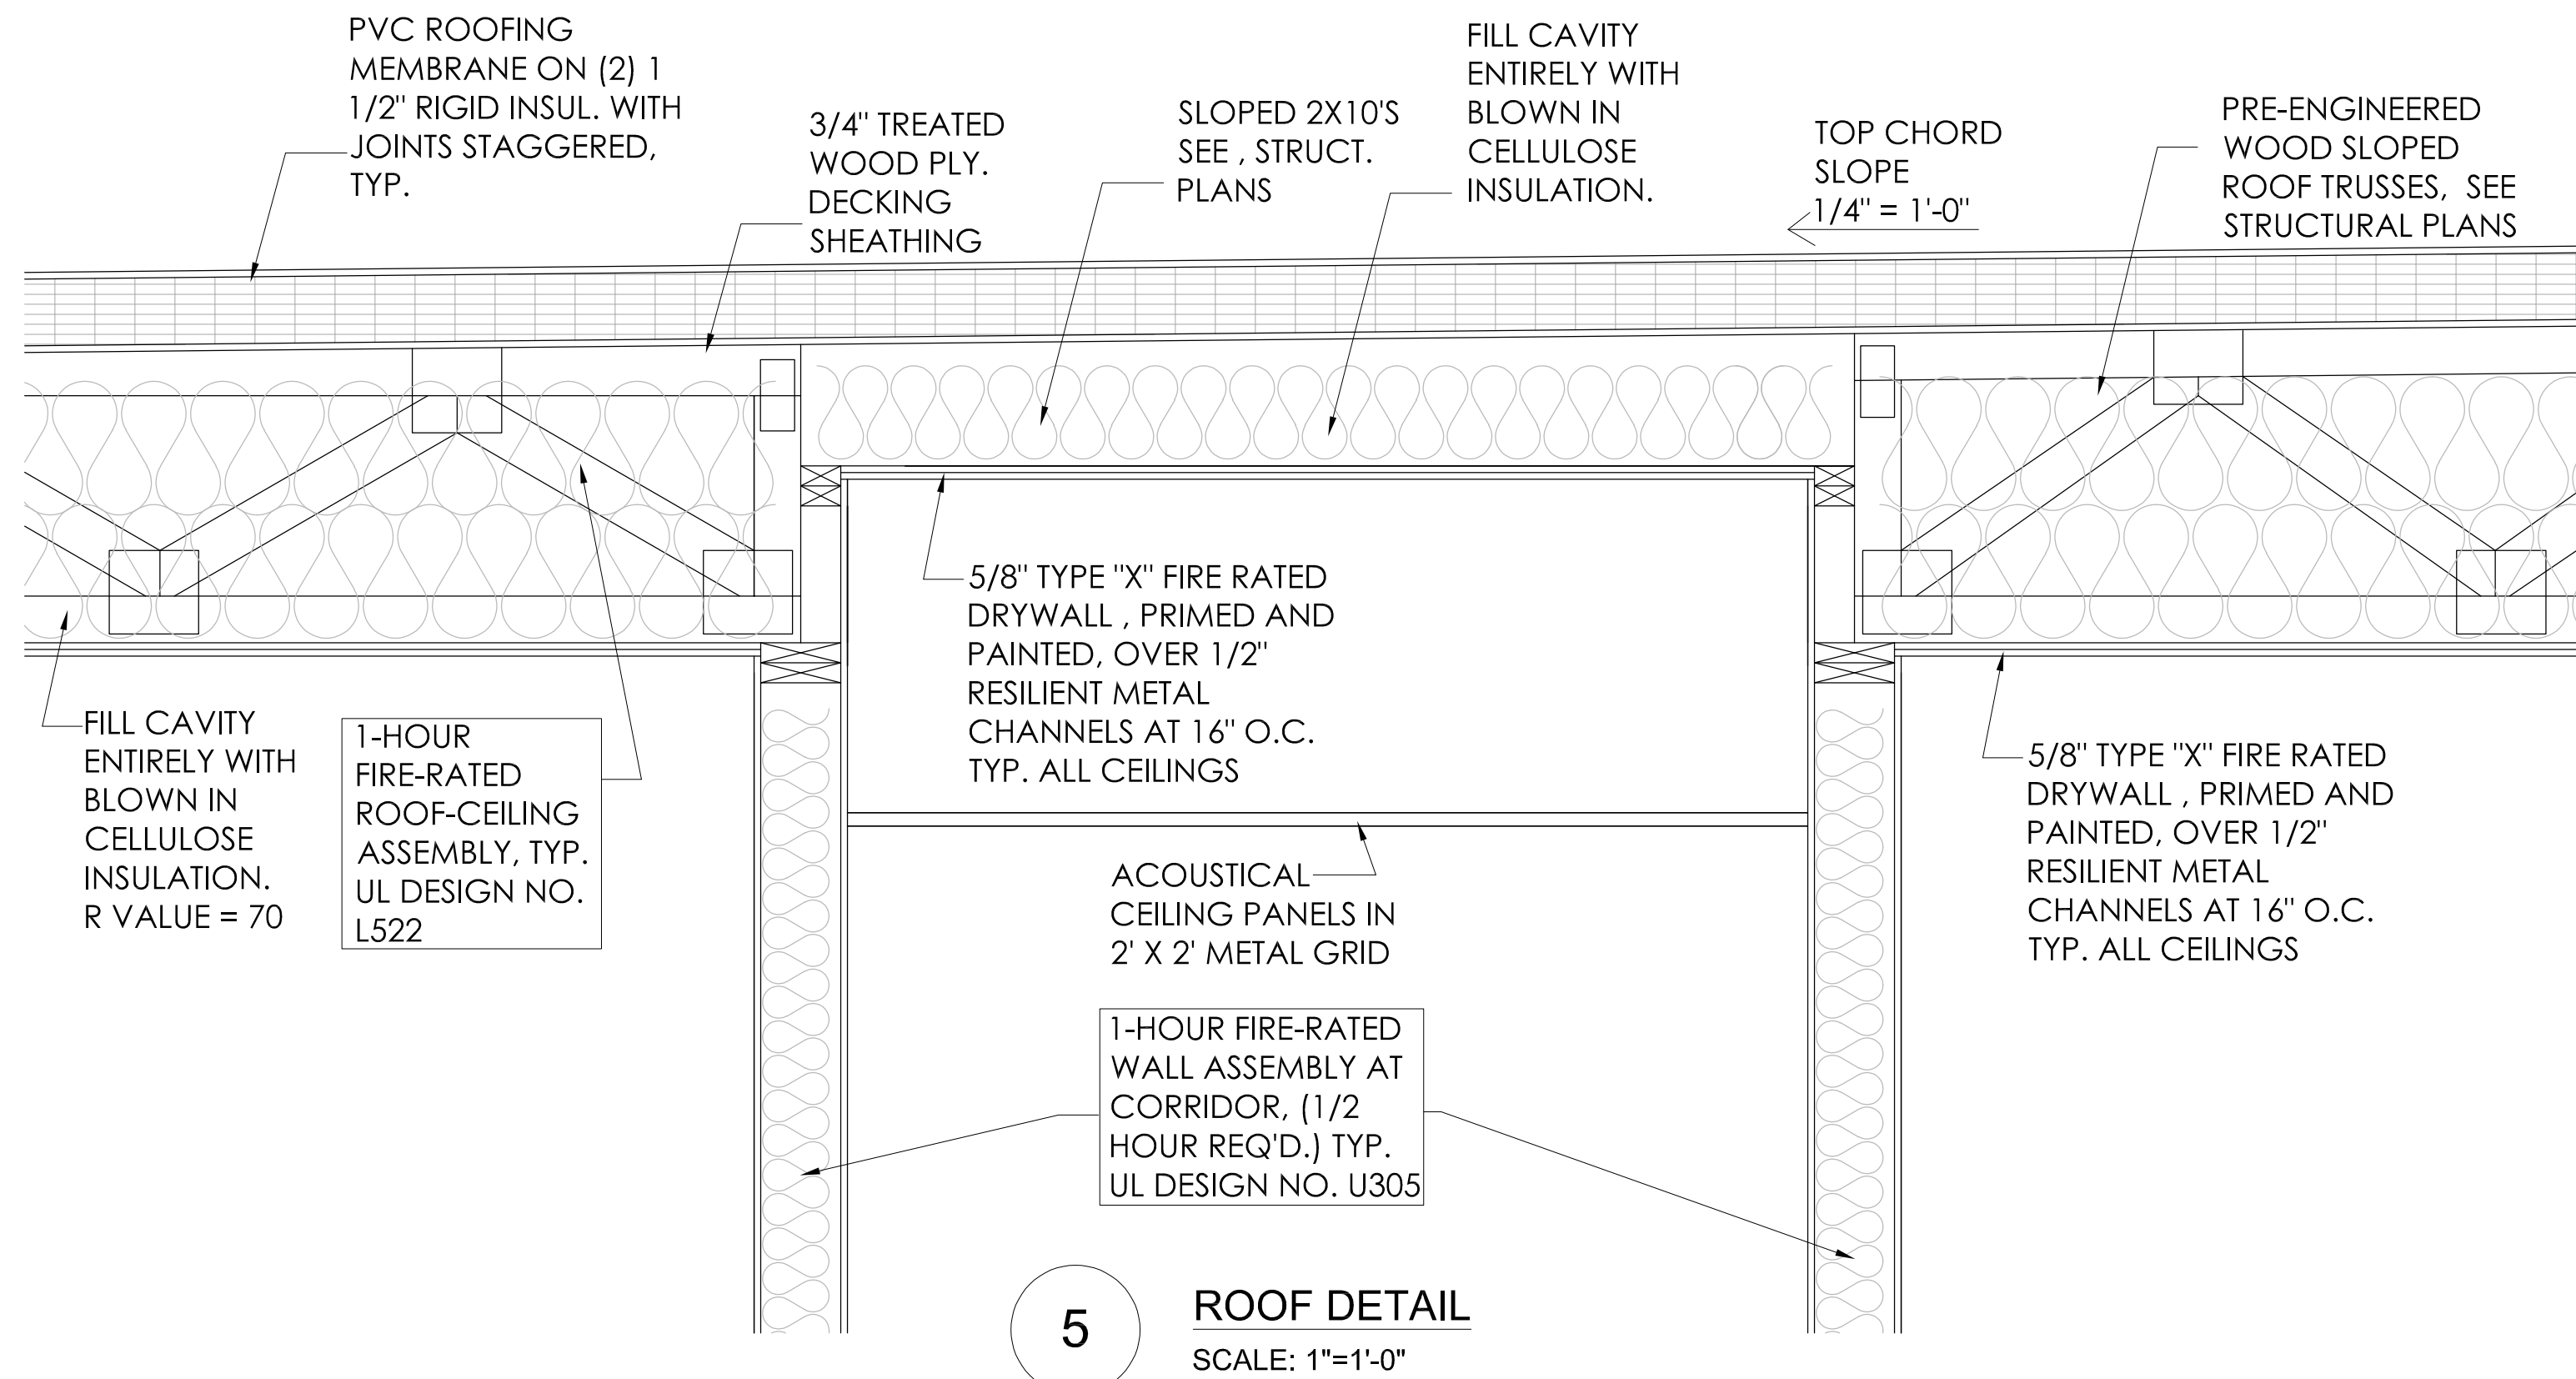 PVC ROOFING
MEMBRANE ON (2) 1
1/2" RIGID INSUL. WITH
JOINTS STAGGERED,
TYP.
3/4" TREATED
WOOD PLY.
DECKING
SHEATHING
SLOPED 2X10'S
SEE , STRUCT.
PLANS
FILL CAVITY
ENTIRELY WITH
BLOWN IN
CELLULOSE
INSULATION.
TOP CHORD
SLOPE
1/4" = 1'-0"
PRE-ENGINEERED
WOOD SLOPED
ROOF TRUSSES, SEE
STRUCTURAL PLANS
FILL CAVITY
ENTIRELY WITH
BLOWN IN
CELLULOSE
INSULATION.
R VALUE = 70
1-HOUR
FIRE-RATED
ROOF-CEILING
ASSEMBLY, TYP.
UL DESIGN NO.
L522
5/8" TYPE "X" FIRE RATED
DRYWALL , PRIMED AND
PAINTED, OVER 1/2"
RESILIENT METAL
CHANNELS AT 16" O.C.
TYP. ALL CEILINGS
ACOUSTICAL
CEILING PANELS IN
2' X 2' METAL GRID
5/8" TYPE "X" FIRE RATED
DRYWALL , PRIMED AND
PAINTED, OVER 1/2"
RESILIENT METAL
CHANNELS AT 16" O.C.
TYP. ALL CEILINGS
1-HOUR FIRE-RATED
WALL ASSEMBLY AT
CORRIDOR, (1/2
HOUR REQ'D.) TYP.
UL DESIGN NO. U305
5
ROOF DETAIL
SCALE: 1"=1'-0"